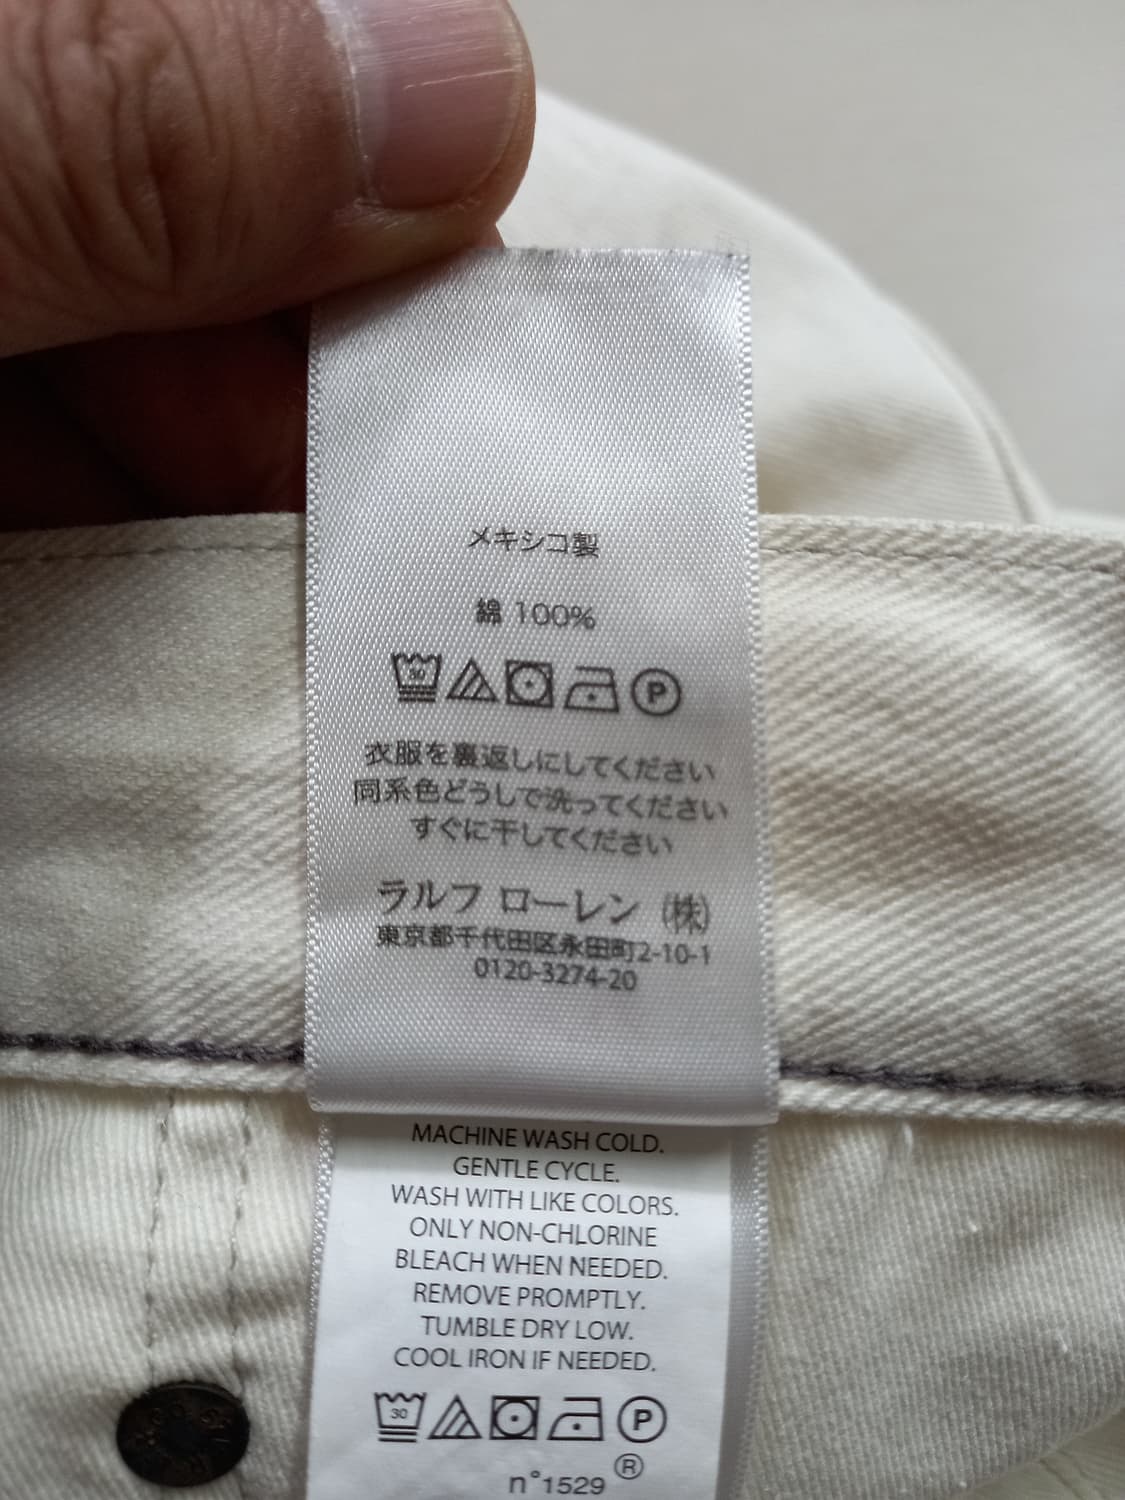 メキシコ製
綿 100%
30
P
衣服を裏返しにしてください
同系色どうしで洗ってください
すぐに干してください
ラルフ ローレン (株)
東京都千代田区永田町2-10-1
0120-3274-20
MACHINE WASH COLD.
GENTLE CYCLE.
WASH WITH LIKE COLORS.
ONLY NON-CHLORINE
BLEACH WHEN NEEDED.
REMOVE PROMPTLY.
TUMBLE DRY LOW.
COOL IRON IF NEEDED.
30
P
®
n°1529